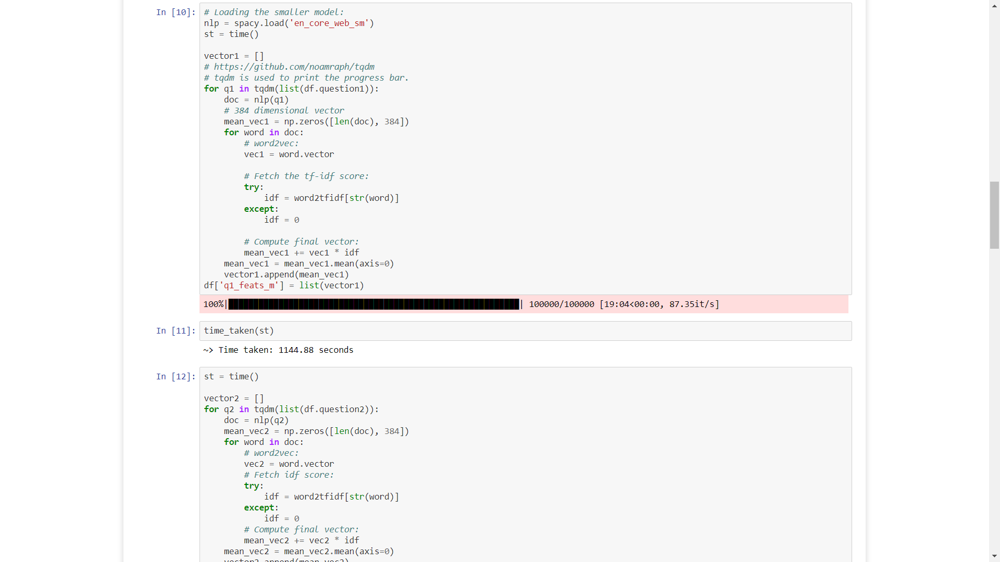 In [10]:
# Loading the smaller model:
nlp = spacy.load('en_core_web_sm')
st = time()
vector1 = []
# https://github.com/noamraph/tqdm
# tqdm is used to print the progress bar.
for q1 in tqdm(list(df.question1)):
    doc = nlp(q1)
    # 384 dimensional vector
    mean_vec1 = np.zeros([len(doc), 384])
    for word in doc:
        # word2vec:
        vec1 = word.vector
        # Fetch the tf-idf score:
        try:
            idf = word2tfidf[str(word)]
        except:
            idf = 0
        # Compute final vector:
        mean_vec1 += vec1 * idf
    mean_vec1 = mean_vec1.mean(axis=0)
    vector1.append(mean_vec1)
df['q1_feats_m'] = list(vector1)
100%| | 100000/100000 [19:04<00:00, 87.35it/s]
In [11]:
time_taken(st)
~> Time taken: 1144.88 seconds
In [12]:
st = time()
vector2 = []
for q2 in tqdm(list(df.question2)):
    doc = nlp(q2)
    mean_vec2 = np.zeros([len(doc), 384])
    for word in doc:
        # word2vec:
        vec2 = word.vector
        # Fetch idf score:
        try:
            idf = word2tfidf[str(word)]
        except:
            idf = 0
        # Compute final vector:
        mean_vec2 += vec2 * idf
    mean_vec2 = mean_vec2.mean(axis=0)
    vector2.append(mean_vec2)